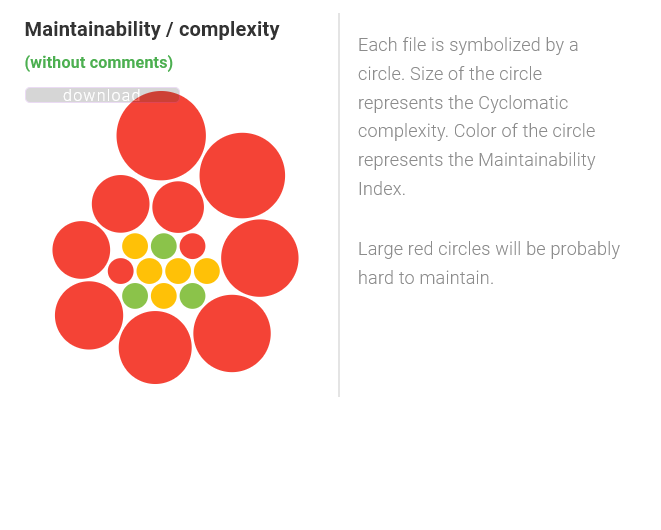 Maintainability / complexity
(without comments)
download
Each file is symbolized by a
circle. Size of the circle
represents the Cyclomatic
complexity. Color of the circle
represents the Maintainability
Index.
Large red circles will be probably
hard to maintain.